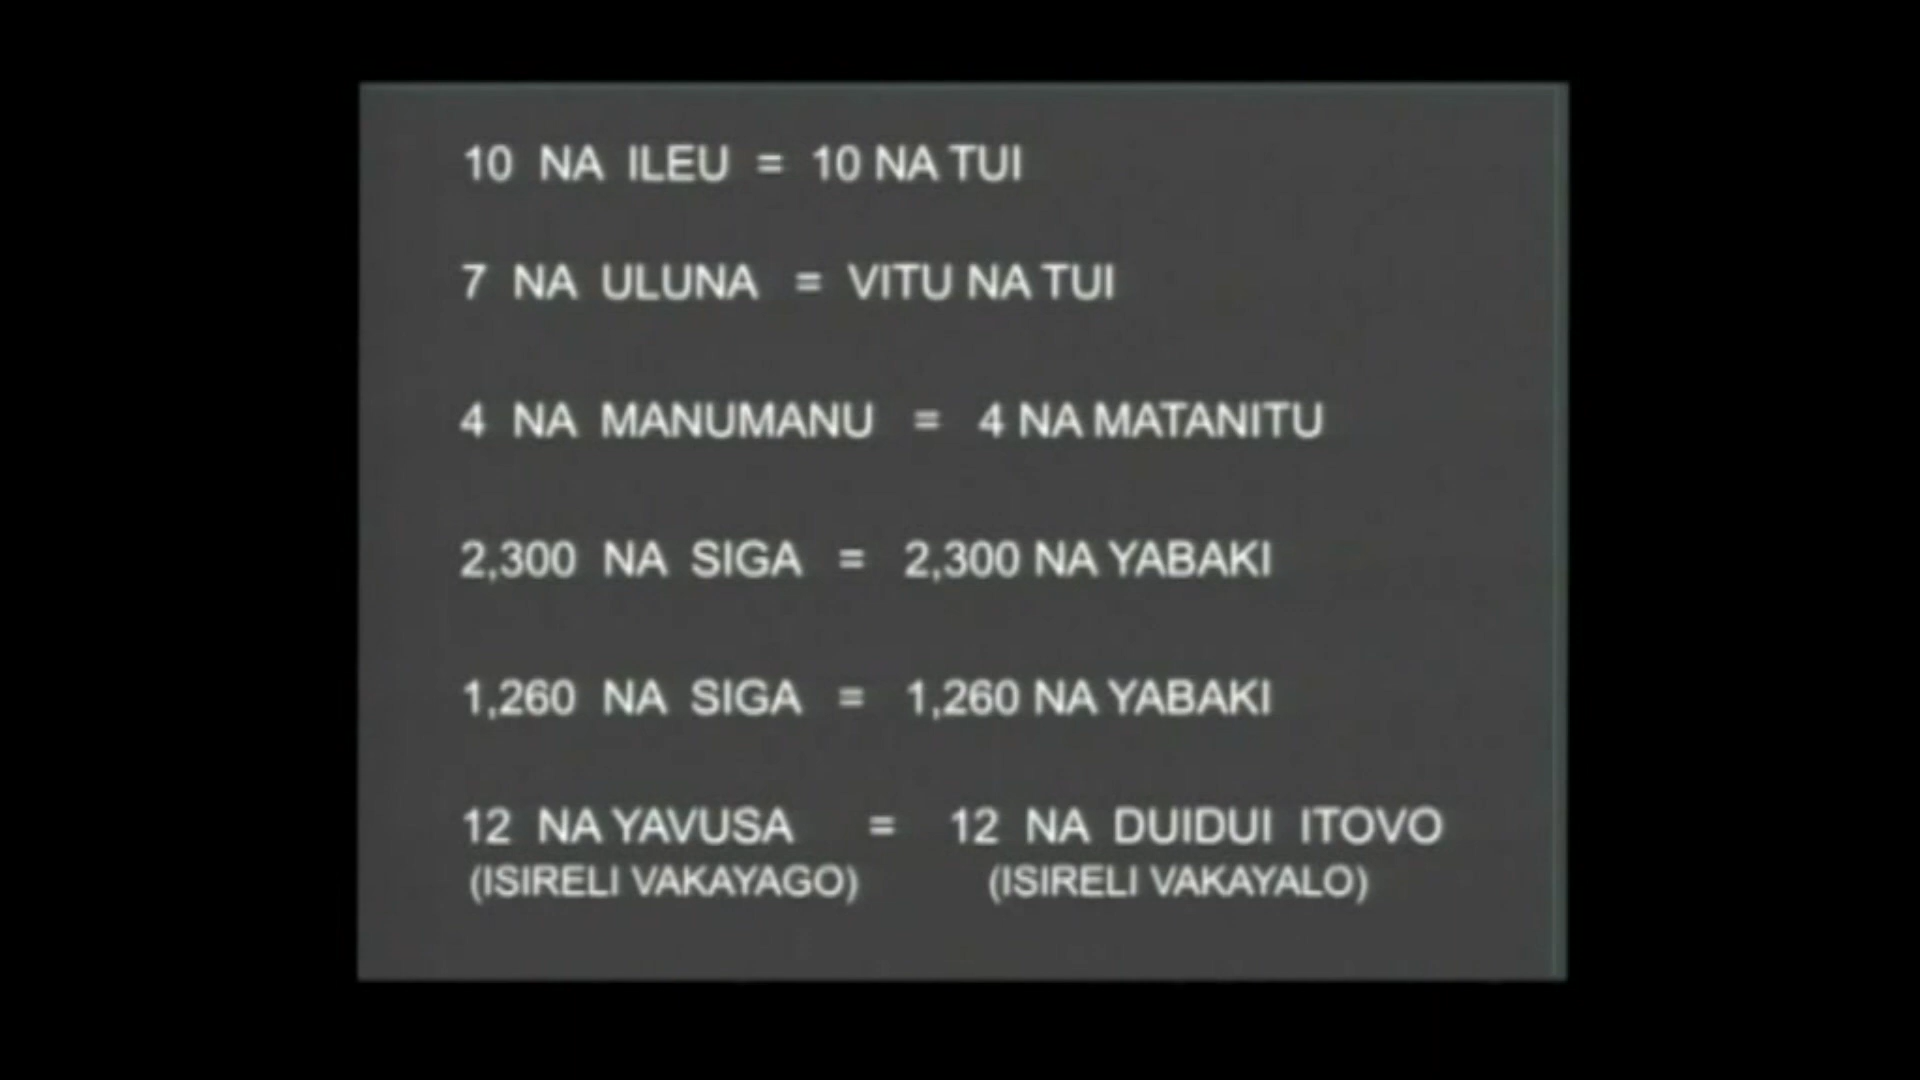 10 NA ILEU = 10 NA TUI
7 NA ULUNA = VITU NA TUI
4 NA MANUMANU = 4 NA MATANITU
2,300 NA SIGA = 2,300 NA YABAKI
1,260 NA SIGA = 1,260 NA YABAKI
12 NA YAVUSA = 12 NA DUIDUI ITOVO
(ISIRELI VAKAYAGO) (ISIRELI VAKAYALO)